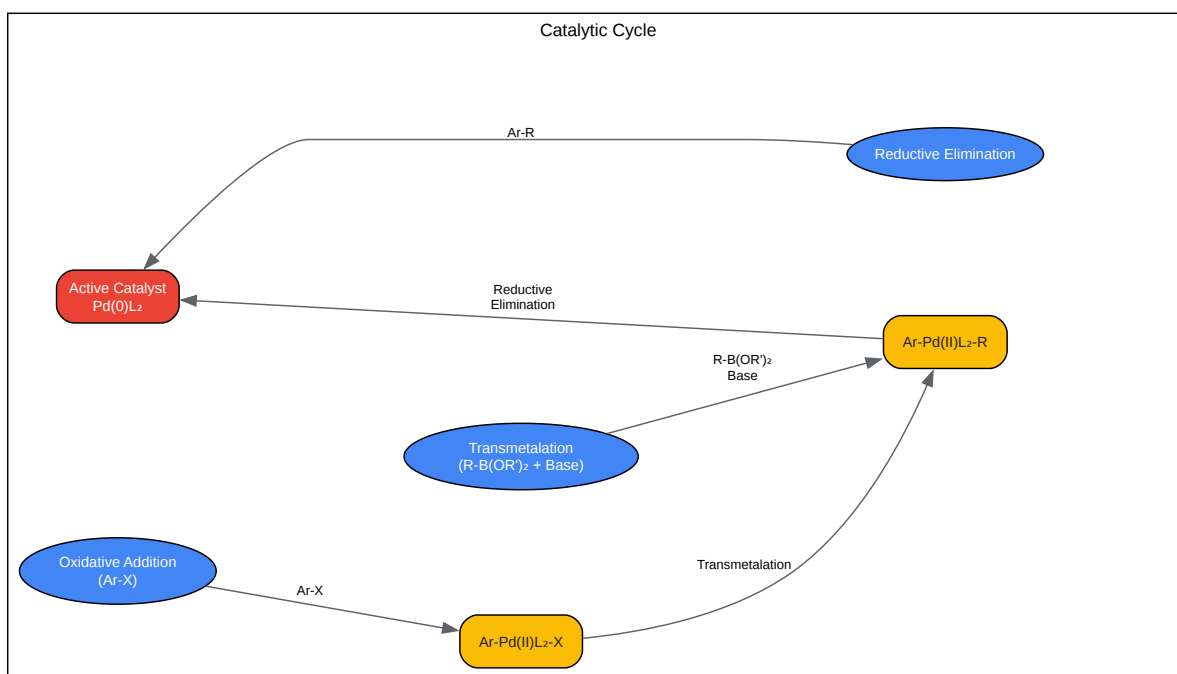 Catalytic Cycle
Ar-R
Reductive Elimination
Active Catalyst
Pd(0)L₂
Reductive
Elimination
Ar-Pd(II)L₂-R
R-B(OR')₂
Base
Transmetalation
(R-B(OR')₂ + Base)
Oxidative Addition
(Ar-X)
Transmetalation
Ar-X
Ar-Pd(II)L₂-X